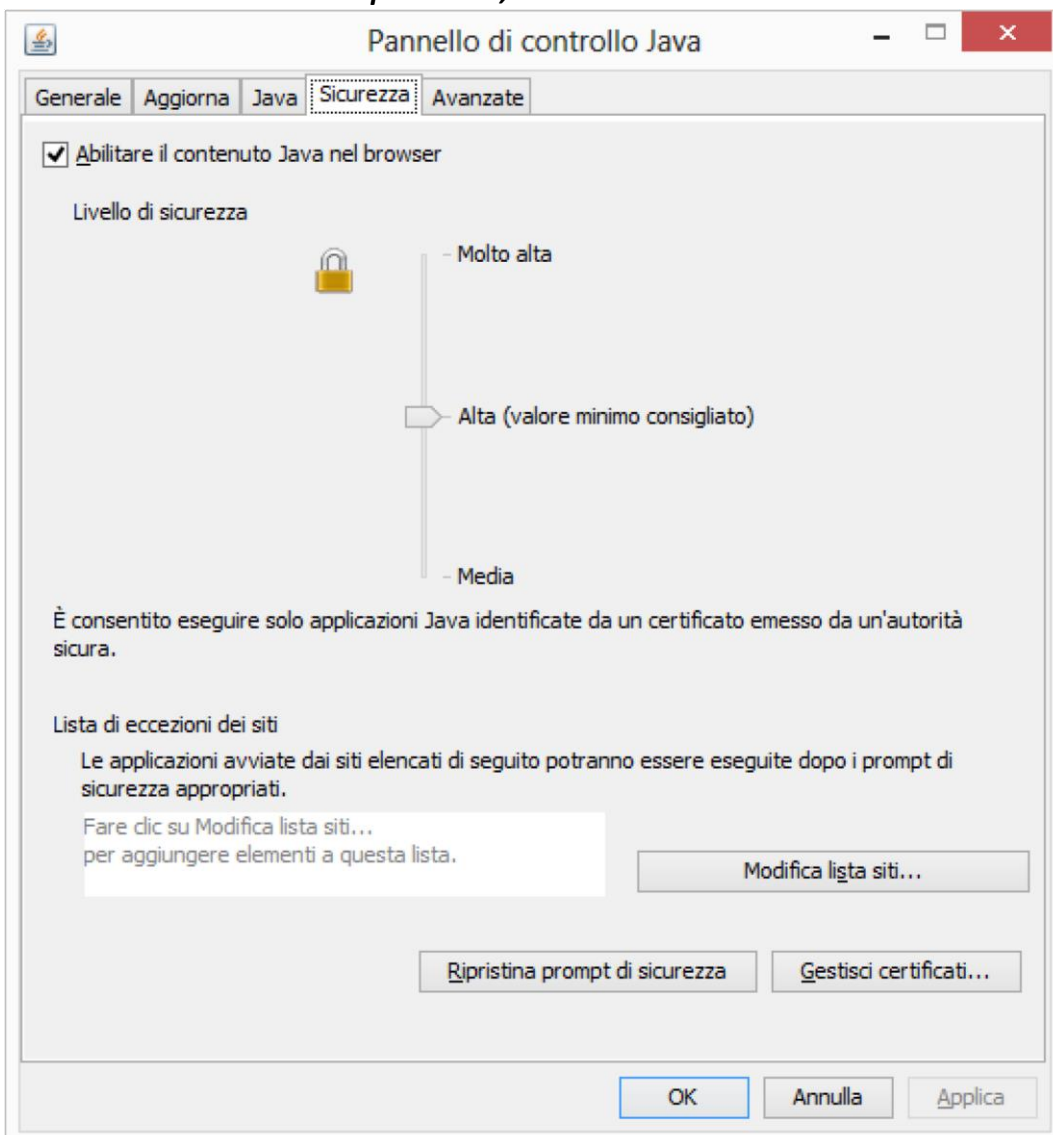 Pannello di controllo Java
Generale Aggiorna Java Sicurezza Avanzate
Abilitare il contenuto Java nel browser
Livello di sicurezza
- Molto alta
- Alta (valore minimo consigliato)
- Media
È consentito eseguire solo applicazioni Java identificate da un certificato emesso da un'autorità
sicura.
Lista di eccezioni dei siti
Le applicazioni avviate dai siti elencati di seguito potranno essere eseguite dopo i prompt di
sicurezza appropriati.
Fare clic su Modifica lista siti...
per aggiungere elementi a questa lista.
Modifica lista siti...
Ripristina prompt di sicurezza Gestisci certificati...
OK Annulla Applica